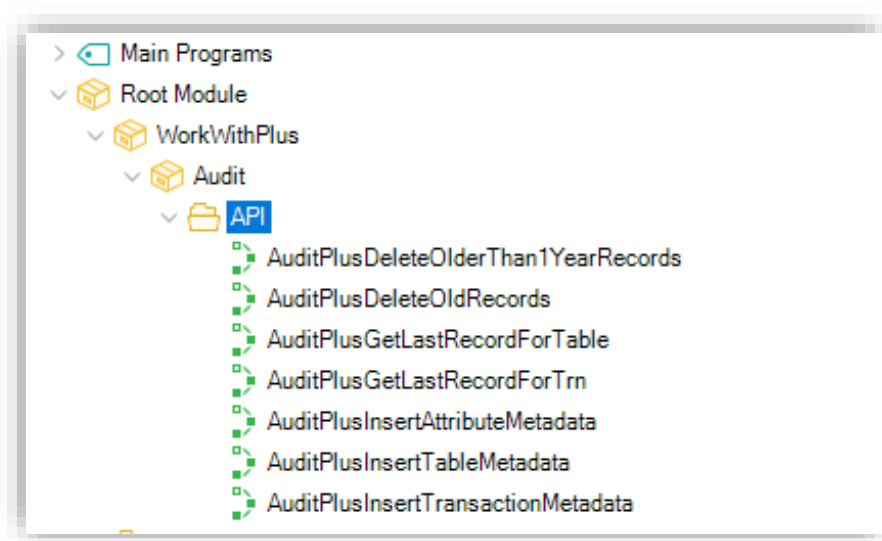 Main Programs
Root Module
WorkWithPlus
Audit
API
AuditPlusDeleteOlderThan1YearRecords
AuditPlusDeleteOldRecords
AuditPlusGetLastRecordForTable
AuditPlusGetLastRecordForTrn
AuditPlusInsertAttributeMetadata
AuditPlusInsertTableMetadata
AuditPlusInsertTransactionMetadata